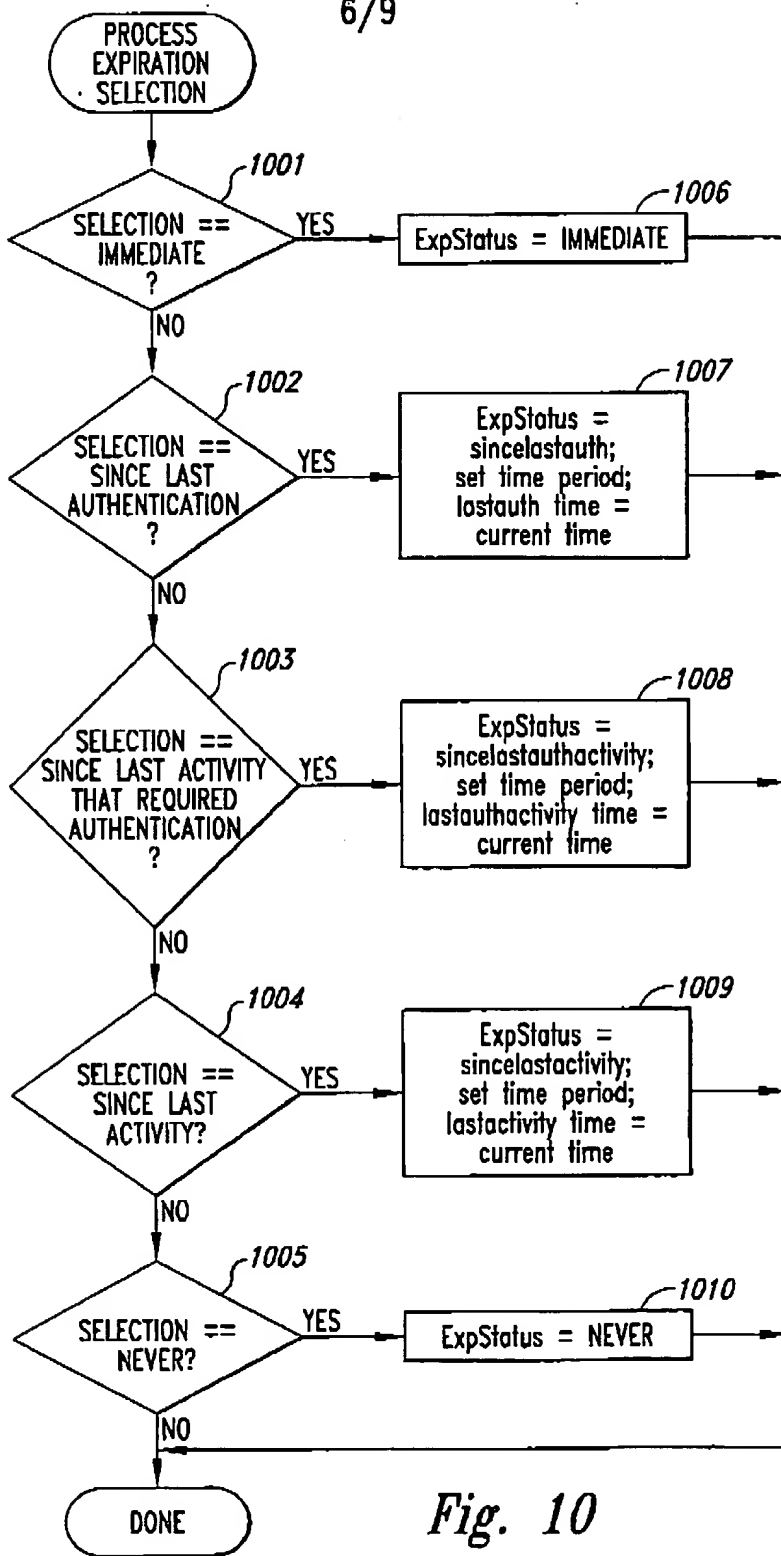 6/9
PROCESS
EXPIRATION
SELECTION
1001
SELECTION ==
IMMEDIATE
?
YES
NO
1006
ExpStatus = IMMEDIATE
1002
SELECTION ==
SINCE LAST
AUTHENTICATION
?
YES
NO
1007
ExpStatus =
sincelastauth;
set time period;
lastauth time =
current time
1003
SELECTION ==
SINCE LAST ACTIVITY
THAT REQUIRED
AUTHENTICATION
?
YES
NO
1008
ExpStatus =
sincelastauthactivity;
set time period;
lastauthactivity time =
current time
1004
SELECTION ==
SINCE LAST
ACTIVITY?
YES
NO
1009
ExpStatus =
sincelastactivity;
set time period;
lastactivity time =
current time
1005
SELECTION ==
NEVER?
YES
NO
1010
ExpStatus = NEVER
DONE
Fig. 10